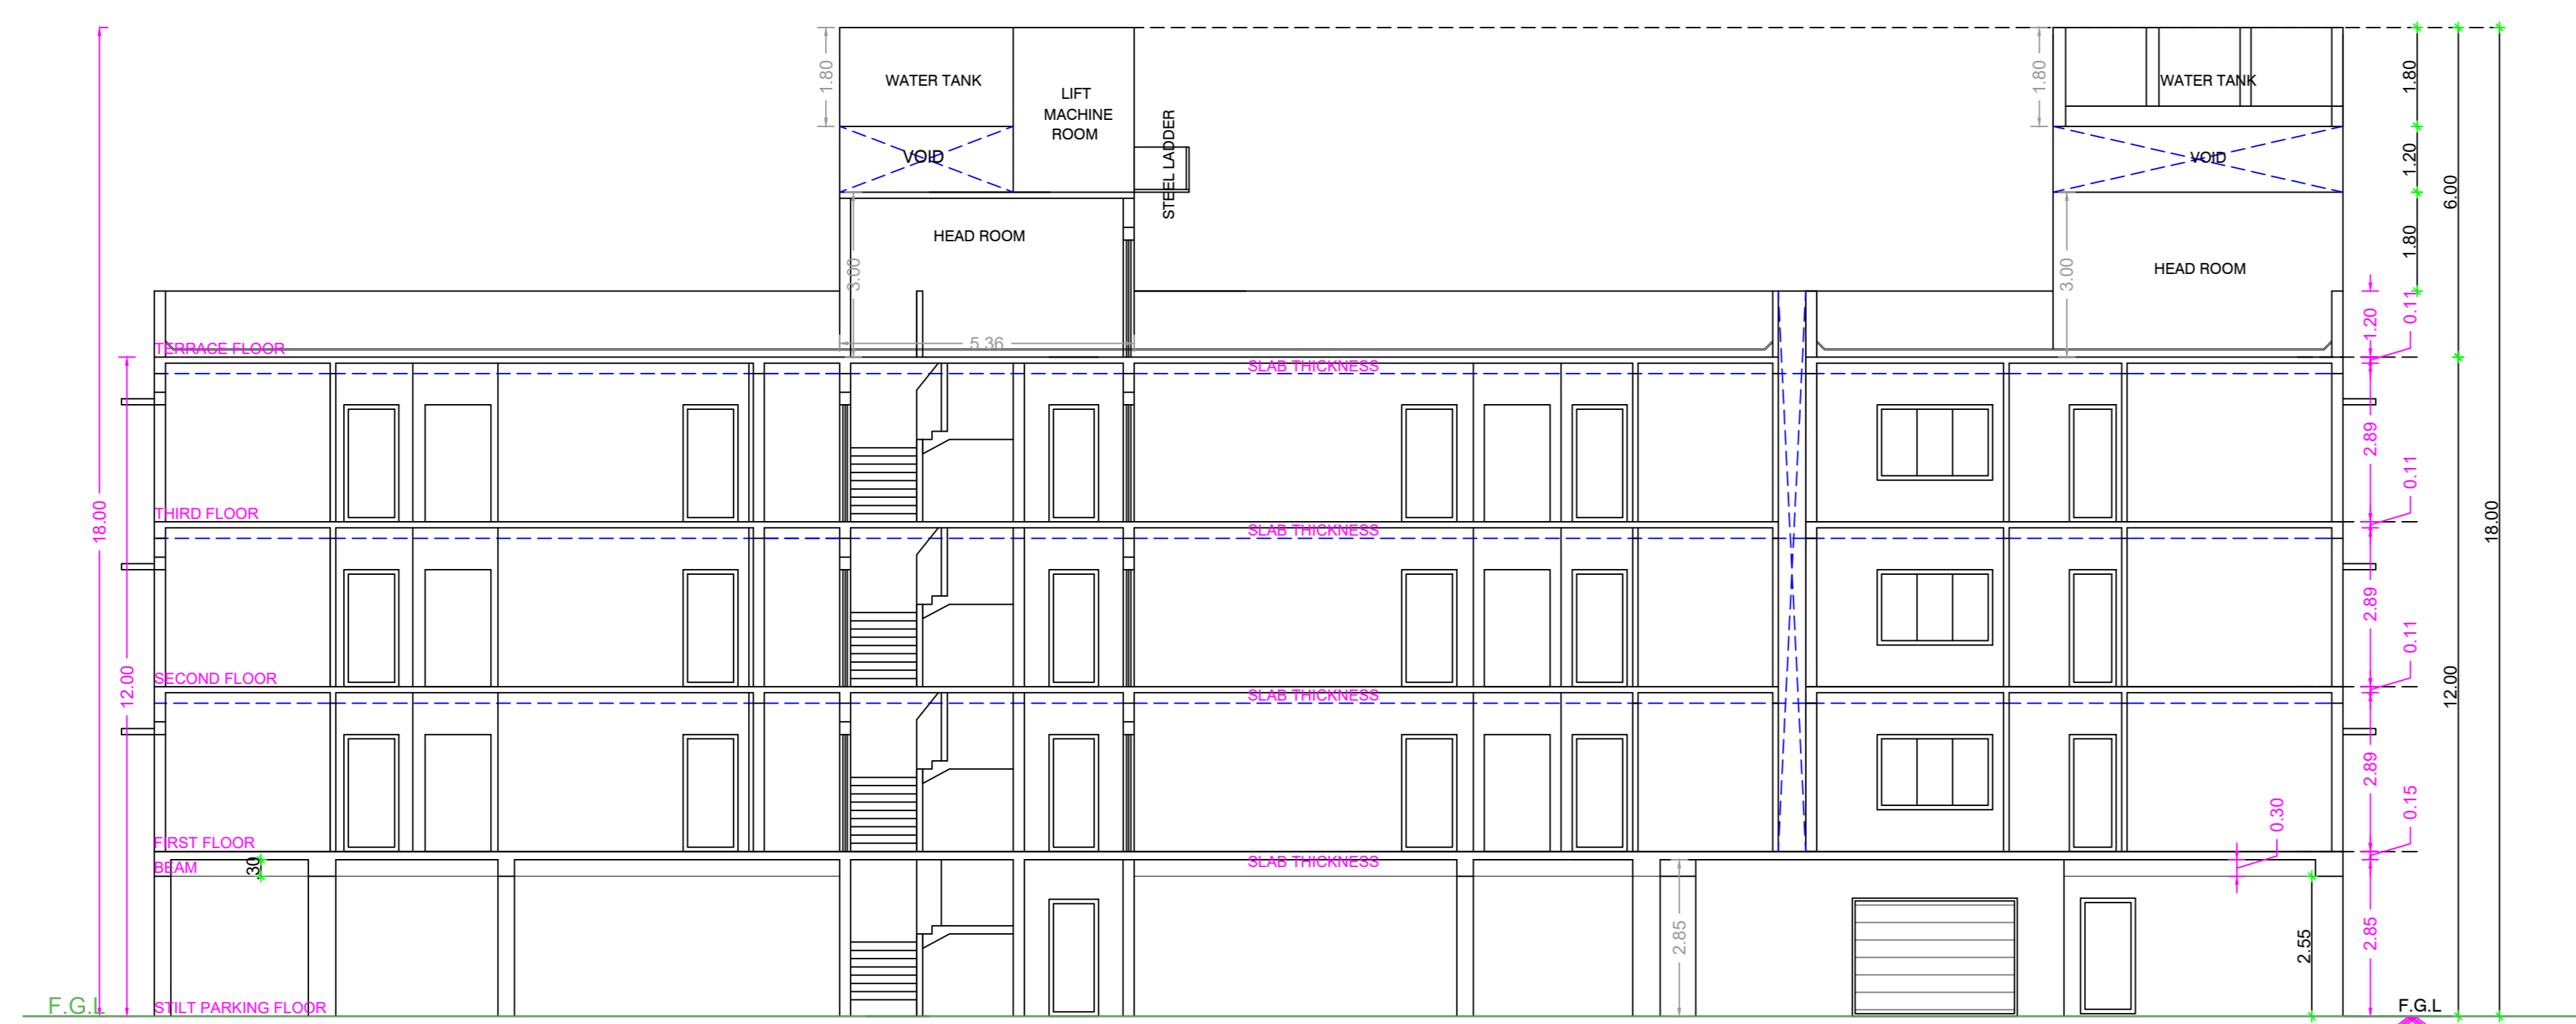 WATER TANK
LIFT
MACHINE
ROOM
1.80
VOID
STEEL LADDER
HEAD ROOM
3.00
5.36
1.80
WATER TANK
VOID
HEAD ROOM
3.00
1.80
1.20
1.80
6.00
18.00
12.00
1.20
0.11
2.89
0.11
2.89
0.11
2.89
0.15
0.30
2.85
2.55
18.00
12.00
TERRACE FLOOR
SLAB THICKNESS
THIRD FLOOR
SLAB THICKNESS
SECOND FLOOR
SLAB THICKNESS
FIRST FLOOR
BEAM
.30
SLAB THICKNESS
2.85
F.G.L
STILT PARKING FLOOR
F.G.L